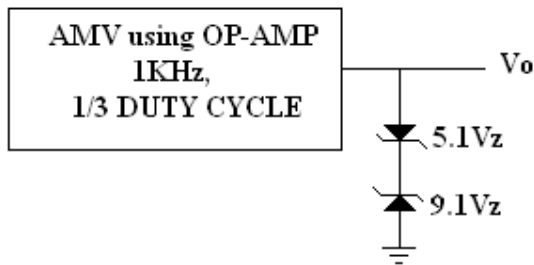 AMV using OP-AMP
1KHz,
1/3 DUTY CYCLE
Vo
5.1Vz
9.1Vz